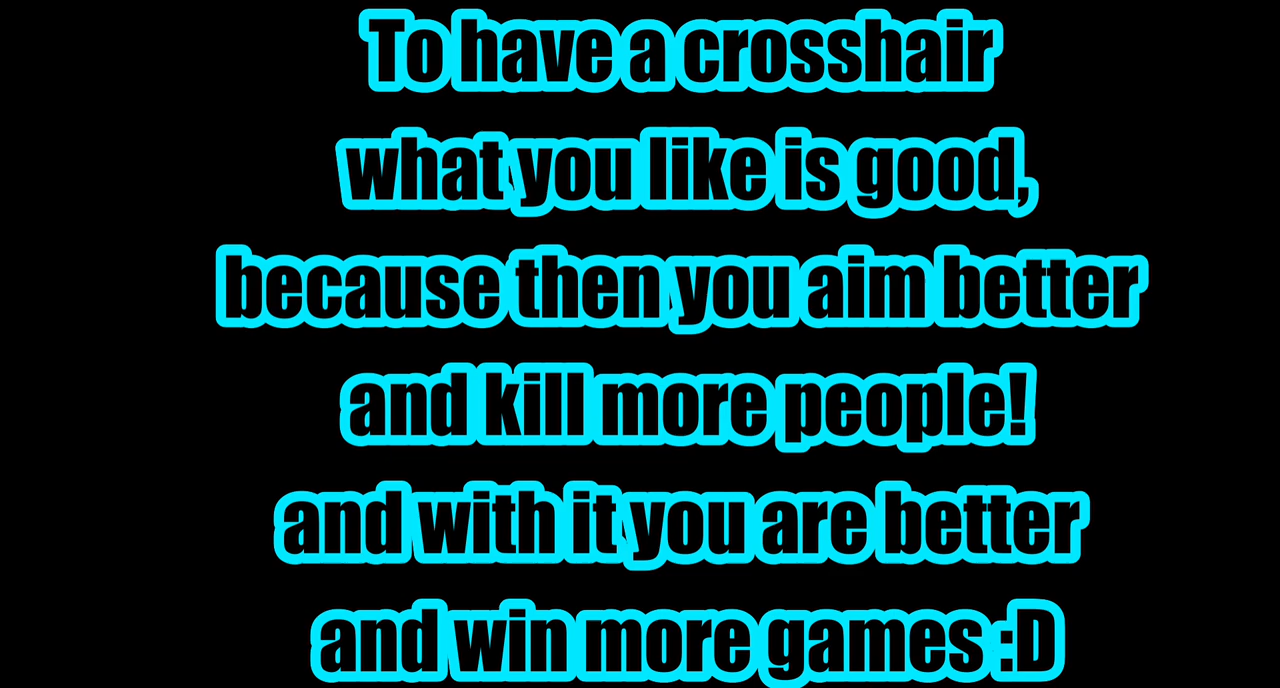 To have a crosshair
what you like is good,
because then you aim better
and kill more people!
and with it you are better
and win more games :D